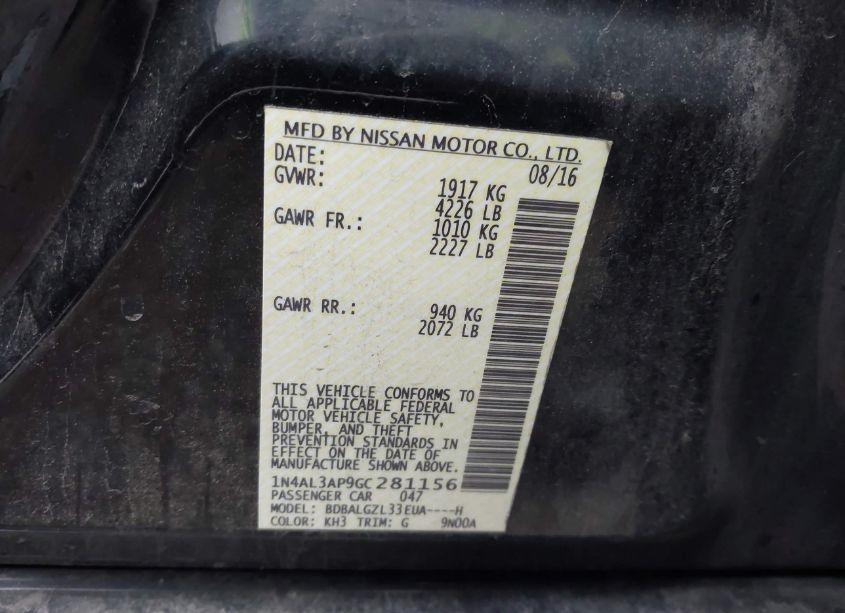 MFD BY NISSAN MOTOR CO., LTD.
DATE: 08/16
GVWR: 1917 KG
4226 LB
GAWR FR.: 1010 KG
2227 LB
GAWR RR.: 940 KG
2072 LB
THIS VEHICLE CONFORMS TO
ALL APPLICABLE FEDERAL
MOTOR VEHICLE SAFETY,
BUMPER, AND THEFT
PREVENTION STANDARDS IN
EFFECT ON THE DATE OF
MANUFACTURE SHOWN ABOVE.
1N4AL3AP9GC281156
PASSENGER CAR 047
MODEL: BDBALGZL33EUA----H
COLOR: KH3 TRIM: G 9N00A